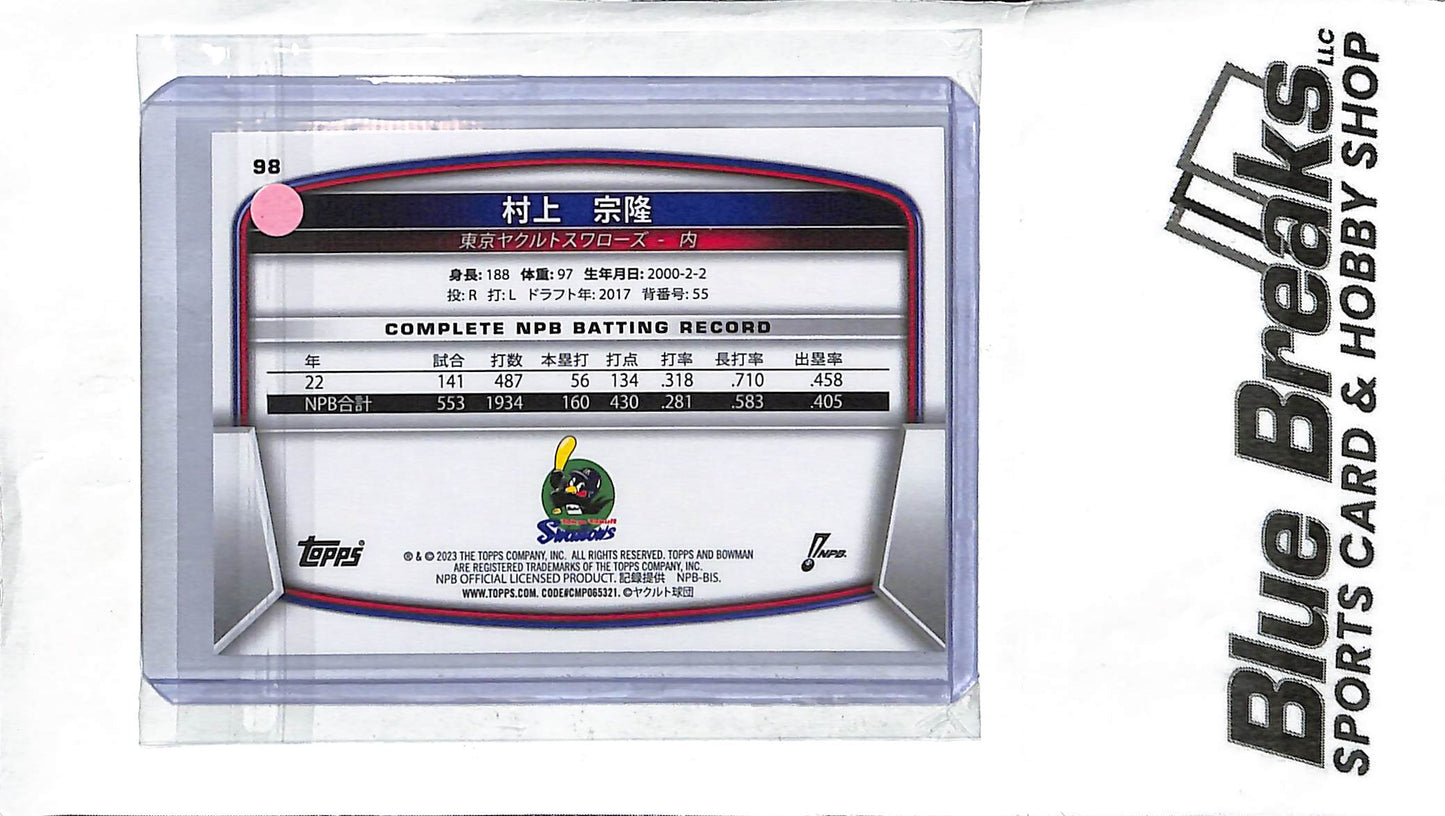 98
村上 宗隆
東京ヤクルトスワローズ - 内
身長: 188 体重: 97 生年月日: 2000-2-2
投: R 打: L ドラフト年: 2017 背番号: 55
COMPLETE NPB BATTING RECORD
年 試合 打数 本塁打 打点 打率 長打率 出塁率
22 141 487 56 134 .318 .710 .458
NPB合計 553 1934 160 430 .281 .583 .405
Tokyo Yakult
Swallows
topps
® & © 2023 THE TOPPS COMPANY, INC. ALL RIGHTS RESERVED. TOPPS AND BOWMAN
ARE REGISTERED TRADEMARKS OF THE TOPPS COMPANY, INC.
NPB OFFICIAL LICENSED PRODUCT. 記録提供 NPB-BIS.
WWW.TOPPS.COM. CODE#CMP065321. ©ヤクルト球団
NPB.
Blue Breaks LLC
SPORTS CARD & HOBBY SHOP